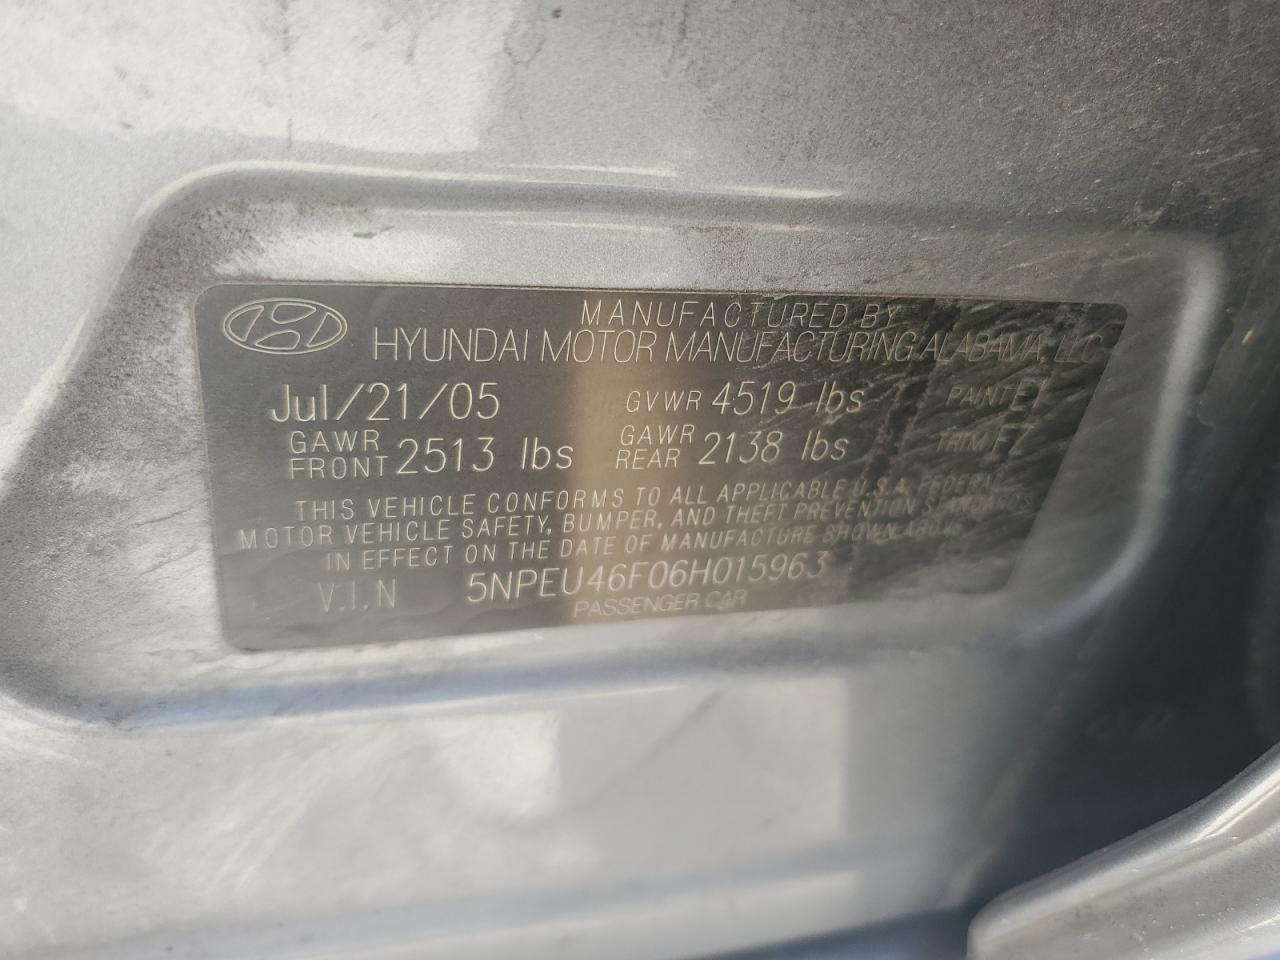 MANUFACTURED BY
HYUNDAI MOTOR MANUFACTURING ALABAMA, LLC
Jul/21/05 GVWR 4519 lbs PAINT E1
GAWR FRONT 2513 lbs GAWR REAR 2138 lbs TRIM FZ
THIS VEHICLE CONFORMS TO ALL APPLICABLE U.S.A. FEDERAL
MOTOR VEHICLE SAFETY, BUMPER, AND THEFT PREVENTION STANDARDS
IN EFFECT ON THE DATE OF MANUFACTURE SHOWN ABOVE
V.I.N 5NPEU46F06H015963
PASSENGER CAR